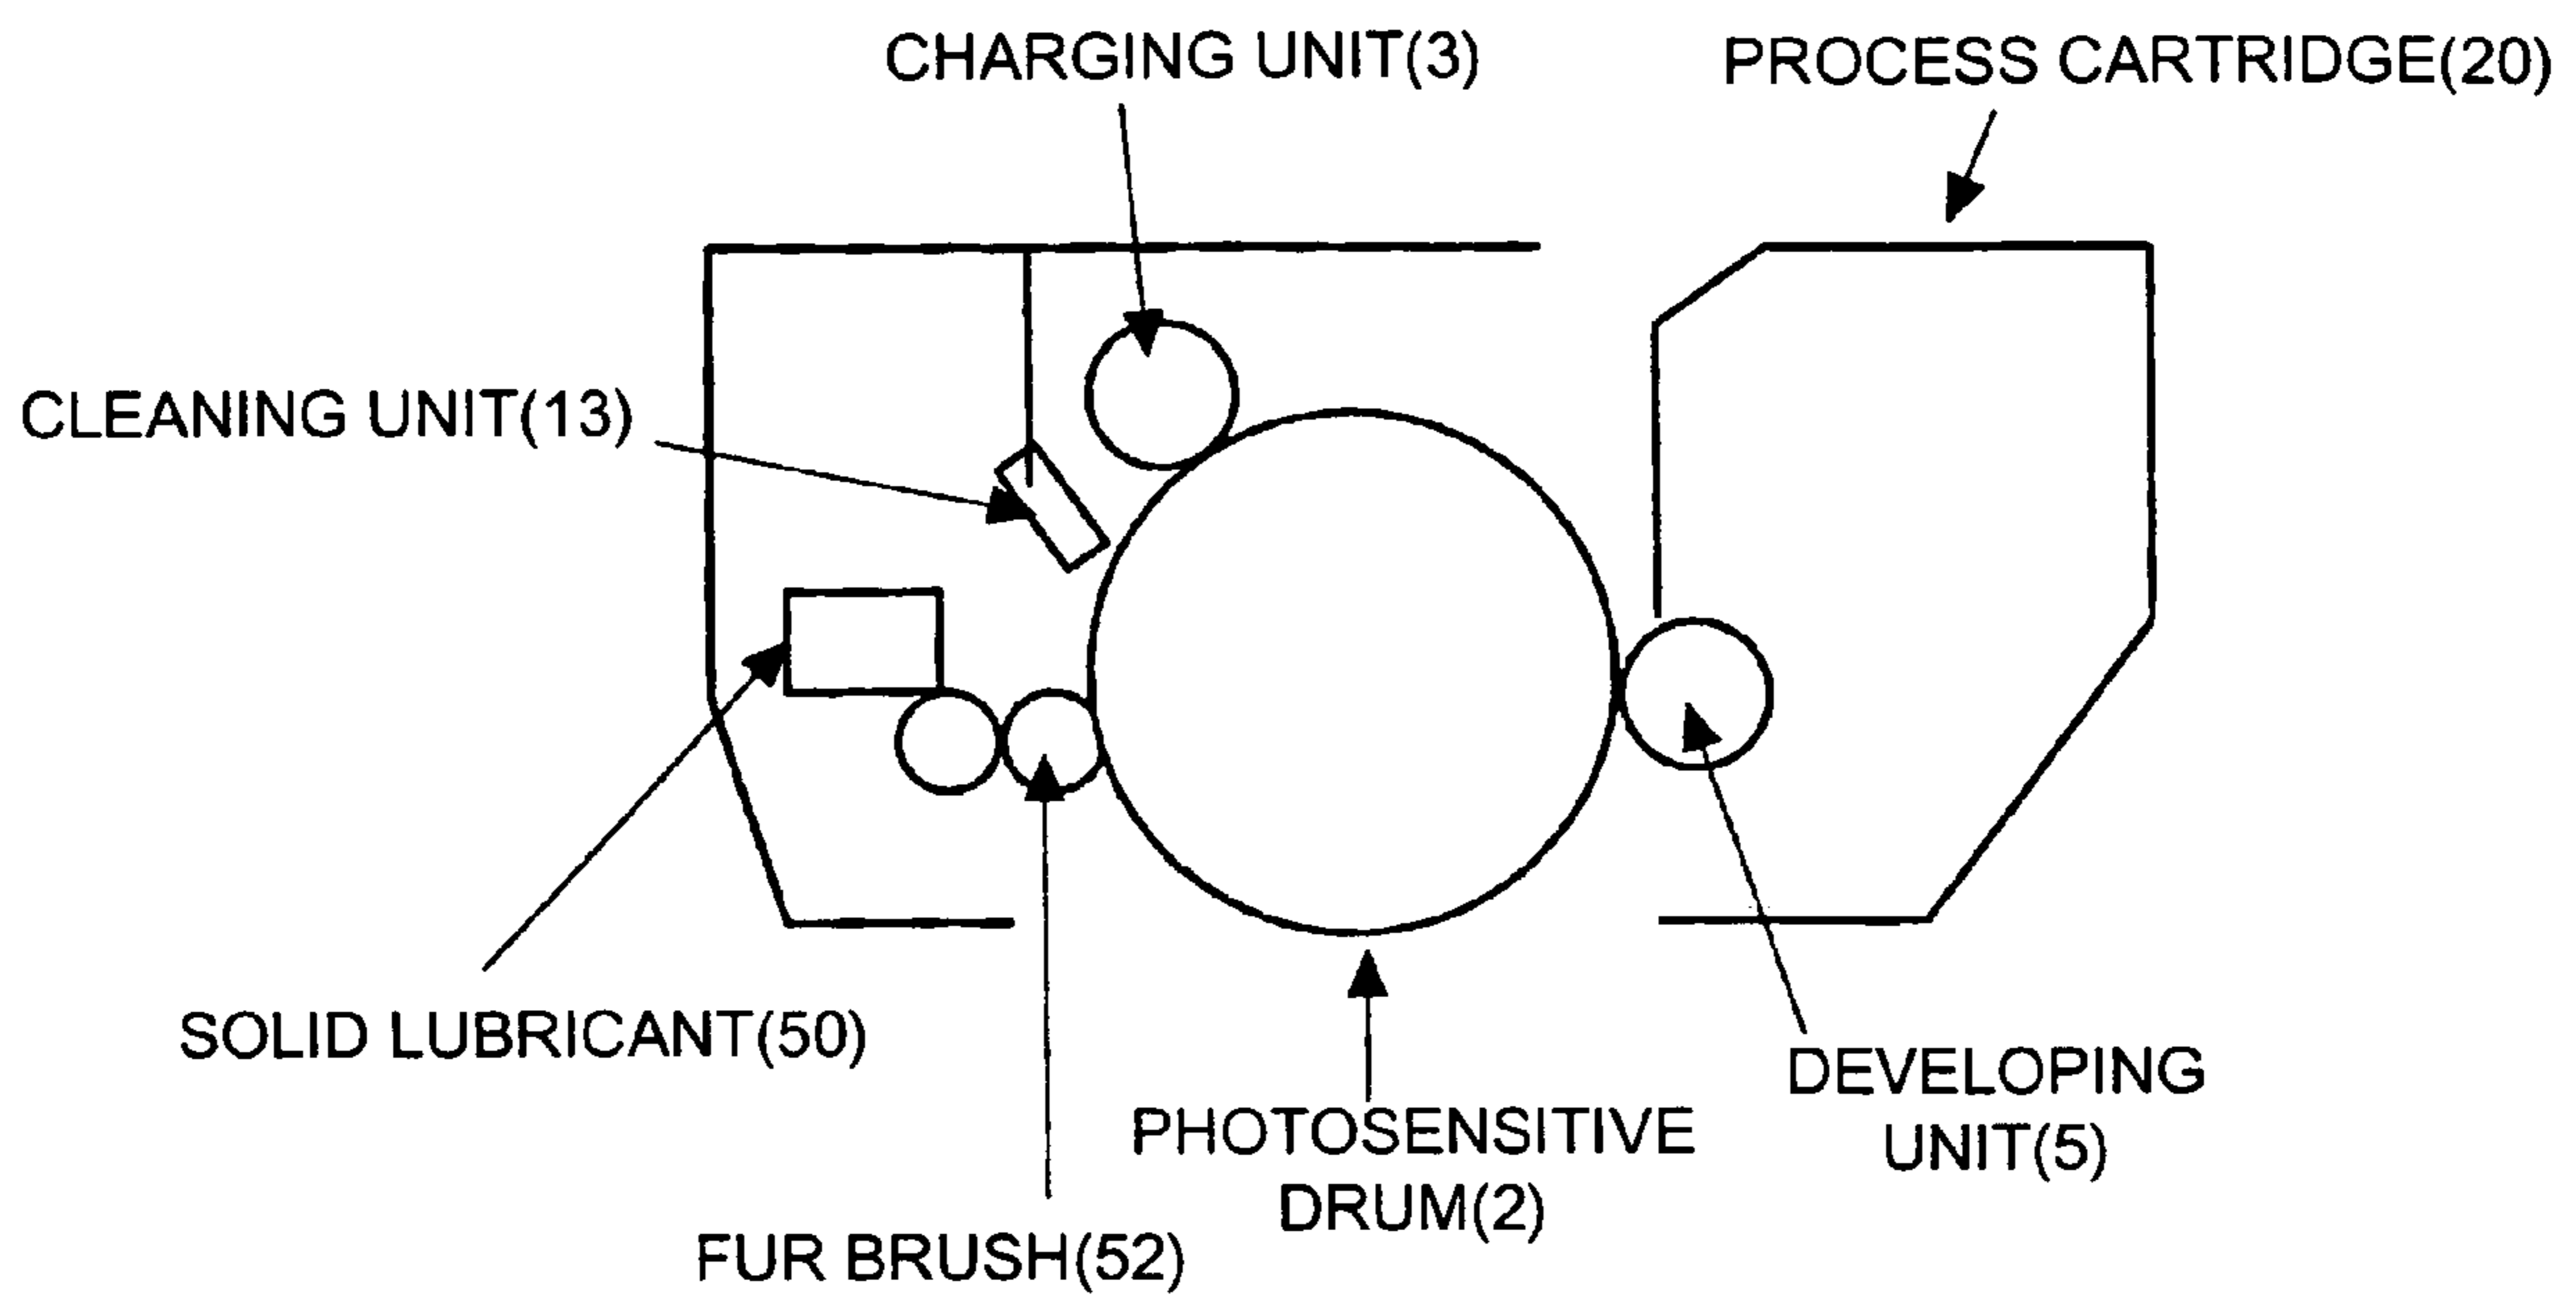 CHARGING UNIT(3)
PROCESS CARTRIDGE(20)
CLEANING UNIT(13)
SOLID LUBRICANT(50)
DEVELOPING
UNIT(5)
PHOTOSENSITIVE
DRUM(2)
FUR BRUSH(52)